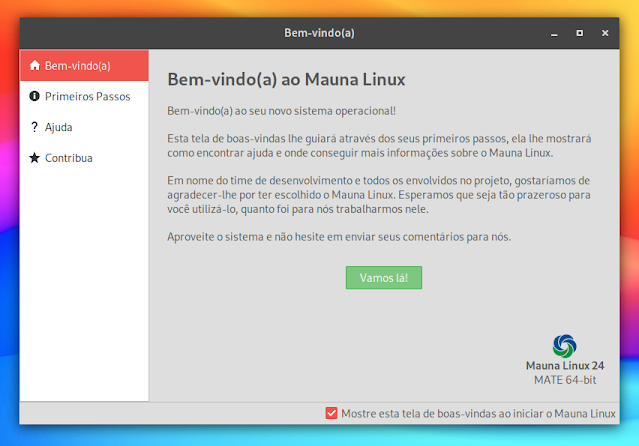 Bem-vindo(a)
Bem-vindo(a)
Primeiros Passos
Ajuda
Contribua
Bem-vindo(a) ao Mauna Linux
Bem-vindo(a) ao seu novo sistema operacional!
Esta tela de boas-vindas lhe guiará através dos seus primeiros passos, ela lhe mostrará
como encontrar ajuda e onde conseguir mais informações sobre o Mauna Linux.
Em nome do time de desenvolvimento e todos os envolvidos no projeto, gostaríamos de
agradecer-lhe por ter escolhido o Mauna Linux. Esperamos que seja tão prazeroso para
você utilizá-lo, quanto foi para nós trabalharmos nele.
Aproveite o sistema e não hesite em enviar seus comentários para nós.
Vamos lá!
Mauna Linux 24
MATE 64-bit
Mostre esta tela de boas-vindas ao iniciar o Mauna Linux